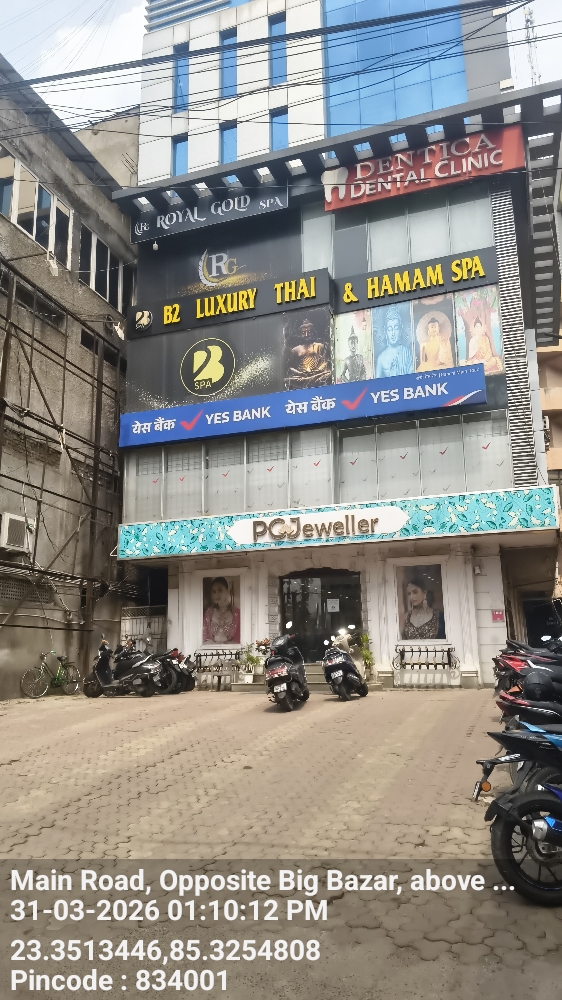 DENTICA
DENTAL CLINIC
RG ROYAL GOLD SPA
RG
B2 LUXURY THAI & HAMAM SPA
B2
SPA
येस बैंक YES BANK येस बैंक YES BANK
PCJeweller
Main Road, Opposite Big Bazar, above ...
31-03-2026 01:10:12 PM
23.3513446,85.3254808
Pincode : 834001